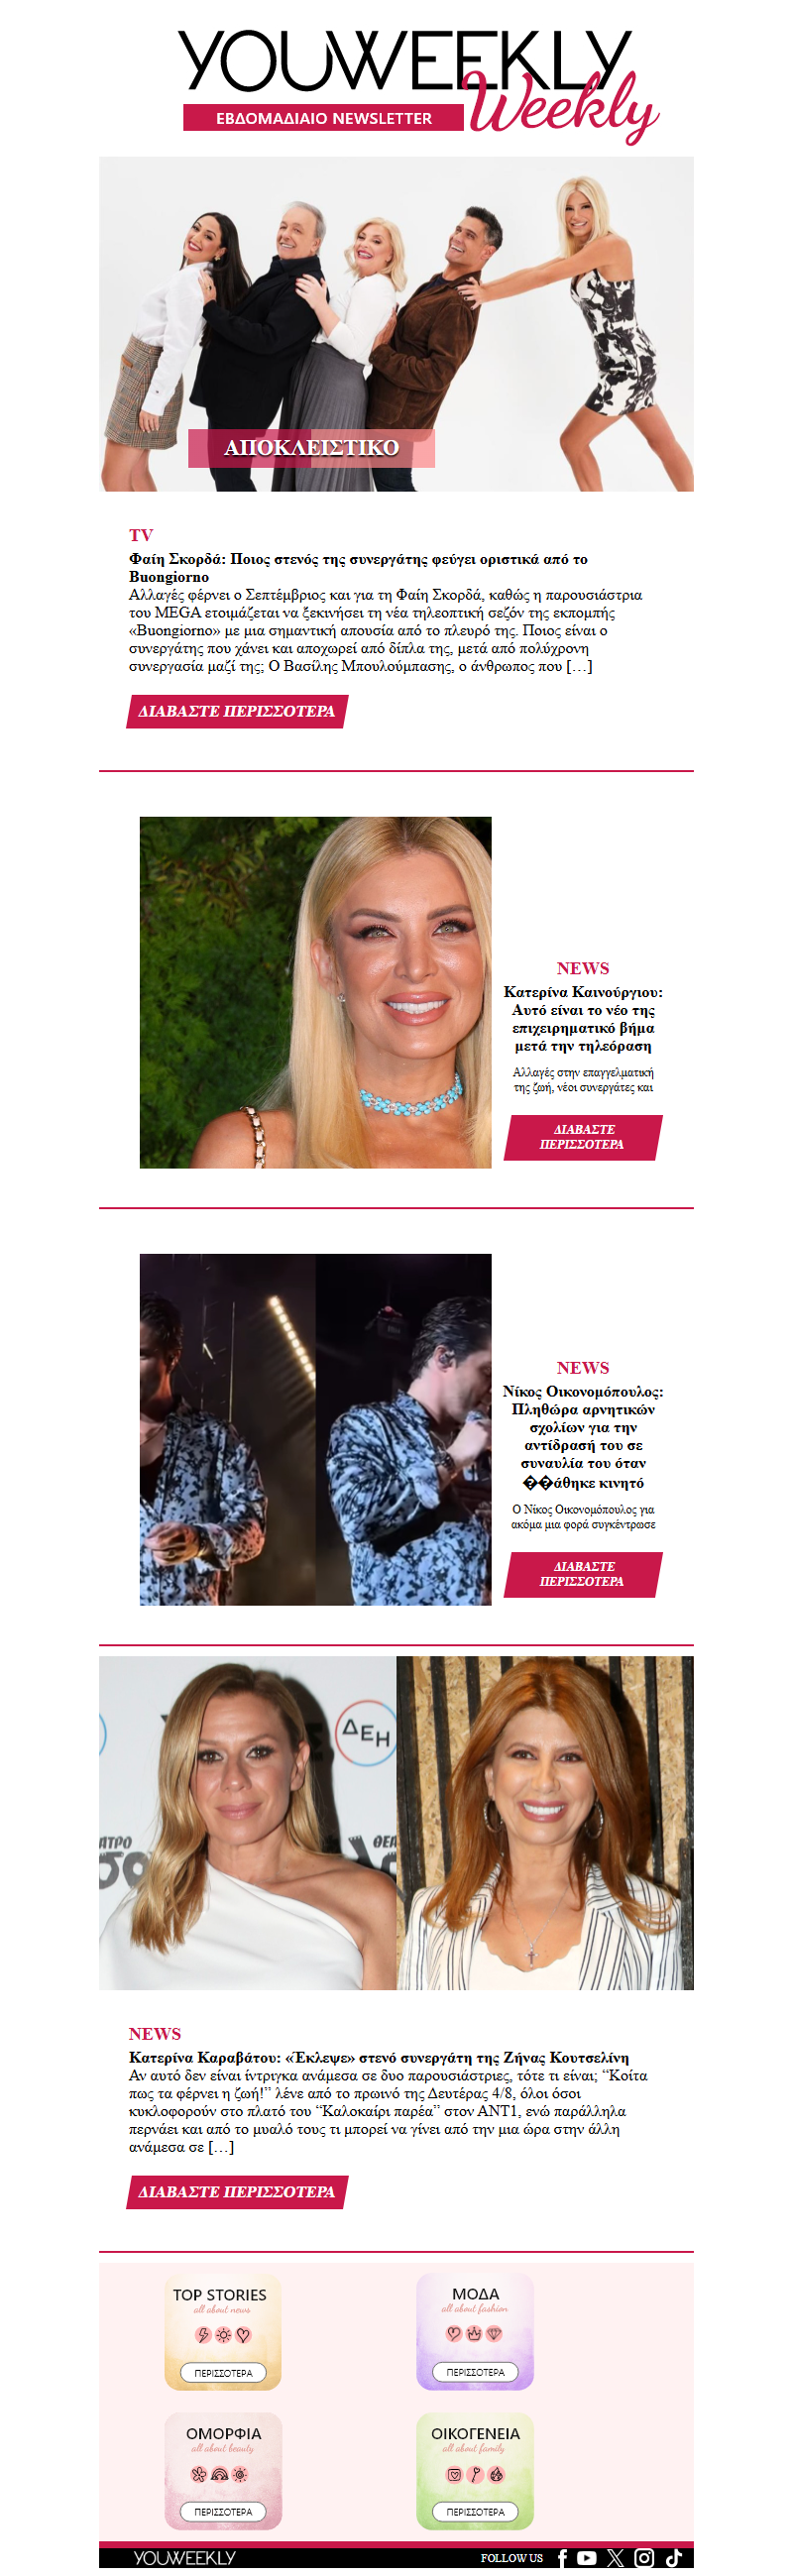 YOUWEEKLY
Weekly
ΕΒΔΟΜΑΔΙΑΙΟ NEWSLETTER
ΑΠΟΚΛΕΙΣΤΙΚΟ
TV
Φαίη Σκορδά: Ποιος στενός της συνεργάτης φεύγει οριστικά από το
Buongiorno
Αλλαγές φέρνει ο Σεπτέμβριος και για τη Φαίη Σκορδά, καθώς η παρουσιάστρια
του MEGA ετοιμάζεται να ξεκινήσει τη νέα τηλεοπτική σεζόν της εκπομπής
«Buongiorno» με μια σημαντική απουσία από το πλευρό της. Ποιος είναι ο
συνεργάτης που χάνει και αποχωρεί από δίπλα της, μετά από πολύχρονη
συνεργασία μαζί της; Ο Βασίλης Μπουλούμπασης, ο άνθρωπος που […]
ΔΙΑΒΑΣΤΕ ΠΕΡΙΣΣΟΤΕΡΑ
NEWS
Κατερίνα Καινούργιου:
Αυτό είναι το νέο της
επιχειρηματικό βήμα
μετά την τηλεόραση
Αλλαγές στην επαγγελματική
της ζωή, νέοι συνεργάτες και
ΔΙΑΒΑΣΤΕ
ΠΕΡΙΣΣΟΤΕΡΑ
NEWS
Νίκος Οικονομόπουλος:
Πληθώρα αρνητικών
σχολίων για την
αντίδρασή του σε
συναυλία του όταν
��άθηκε κινητό
Ο Νίκος Οικονομόπουλος για
ακόμα μια φορά συγκέντρωσε
ΔΙΑΒΑΣΤΕ
ΠΕΡΙΣΣΟΤΕΡΑ
ΔΕΗ
ΑΤΡΟ
ΘΕΑ
NEWS
Κατερίνα Καραβάτου: «Έκλεψε» στενό συνεργάτη της Ζήνας Κουτσελίνη
Αν αυτό δεν είναι ίντριγκα ανάμεσα σε δυο παρουσιάστριες, τότε τι είναι; “Κοίτα
πως τα φέρνει η ζωή!” λένε από το πρωινό της Δευτέρας 4/8, όλοι όσοι
κυκλοφορούν στο πλατό του “Καλοκαίρι παρέα” στον ΑΝΤ1, ενώ παράλληλα
περνάει και από το μυαλό τους τι μπορεί να γίνει από την μια ώρα στην άλλη
ανάμεσα σε […]
ΔΙΑΒΑΣΤΕ ΠΕΡΙΣΣΟΤΕΡΑ
TOP STORIES
all about news
ΠΕΡΙΣΣΟΤΕΡΑ
ΜΟΔΑ
all about fashion
ΠΕΡΙΣΣΟΤΕΡΑ
ΟΜΟΡΦΙΑ
all about beauty
ΠΕΡΙΣΣΟΤΕΡΑ
ΟΙΚΟΓΕΝΕΙΑ
all about family
ΠΕΡΙΣΣΟΤΕΡΑ
YOUWEEKLY
FOLLOW US